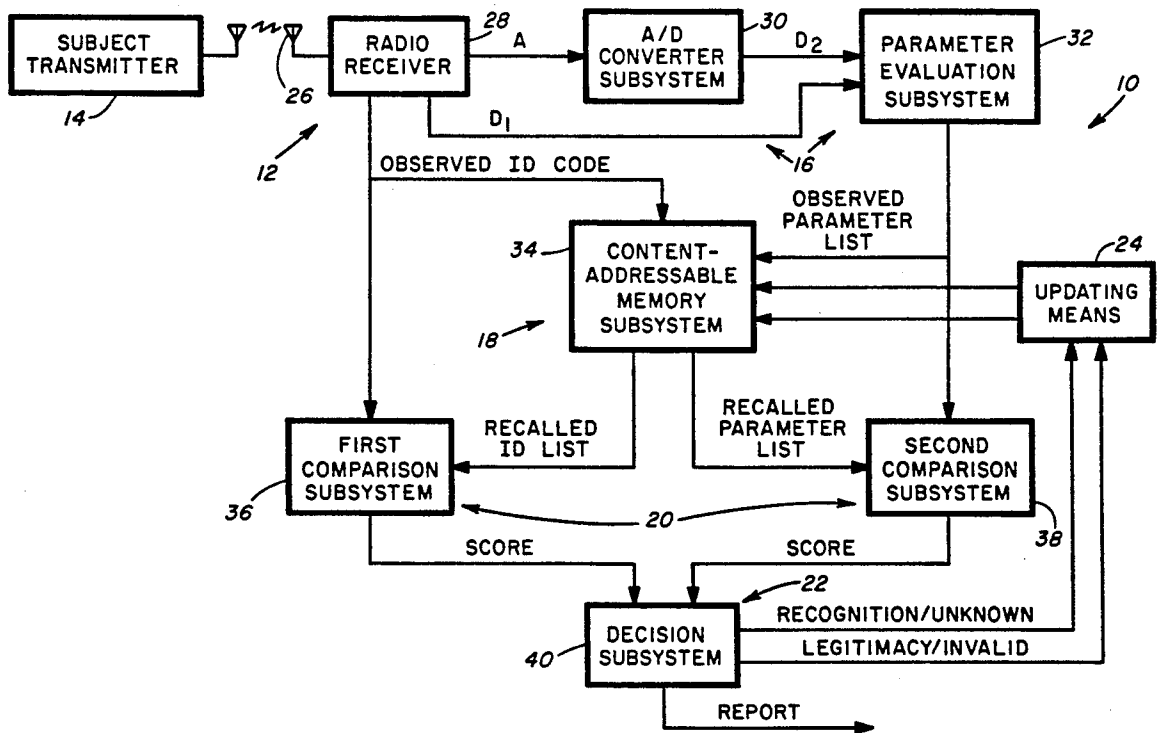 SUBJECT
TRANSMITTER
14
26
RADIO
RECEIVER
28
A
A/D
CONVERTER
SUBSYSTEM
30
D2
PARAMETER
EVALUATION
SUBSYSTEM
32
10
D1
12
16
OBSERVED ID CODE
OBSERVED
PARAMETER
LIST
34
CONTENT-
ADDRESSABLE
MEMORY
SUBSYSTEM
18
24
UPDATING
MEANS
RECALLED
ID LIST
RECALLED
PARAMETER
LIST
FIRST
COMPARISON
SUBSYSTEM
36
SECOND
COMPARISON
SUBSYSTEM
38
20
SCORE
SCORE
22
DECISION
SUBSYSTEM
40
RECOGNITION/UNKNOWN
LEGITIMACY/INVALID
REPORT